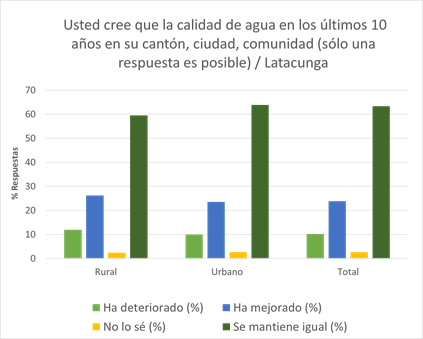 Usted cree que la calidad de agua en los últimos 10
años en su cantón, ciudad, comunidad (sólo una
respuesta es posible) / Latacunga
% Respuestas
70
60
50
40
30
20
10
0
Rural
Urbano
Total
Ha deteriorado (%)
Ha mejorado (%)
No lo sé (%)
Se mantiene igual (%)